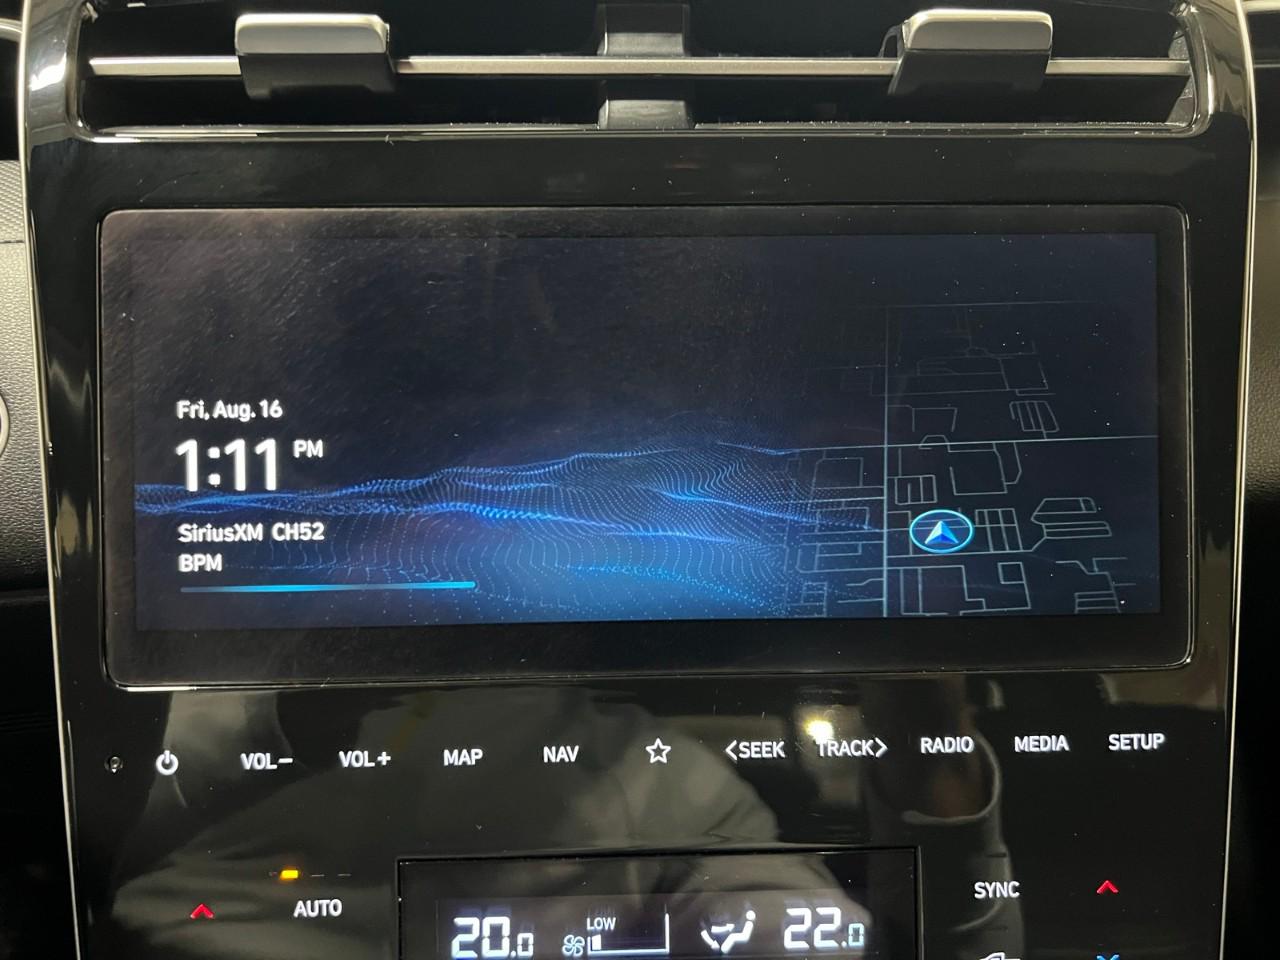 Fri, Aug. 16
1:11 PM
SiriusXM CH52
BPM
VOL− VOL+ MAP NAV <SEEK TRACK> RADIO MEDIA SETUP
AUTO
SYNC
20.0 LOW 22.0